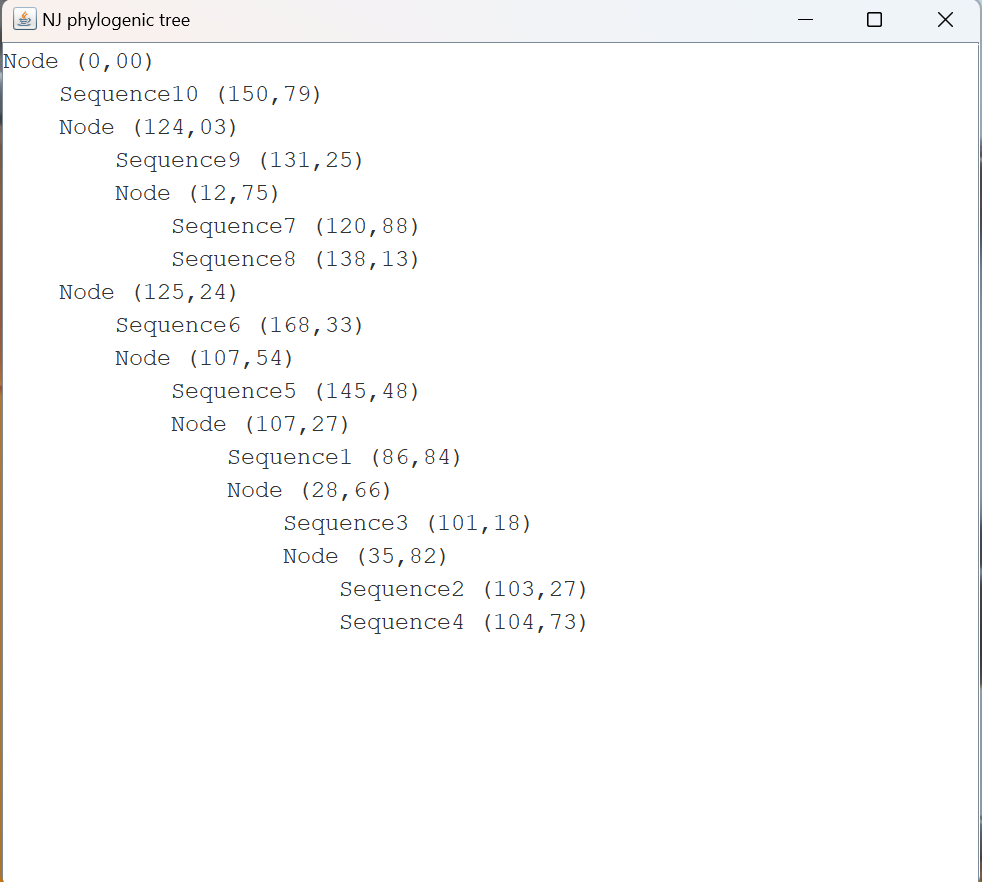 NJ phylogenic tree
Node (0,00)
Sequence10 (150,79)
Node (124,03)
Sequence9 (131,25)
Node (12,75)
Sequence7 (120,88)
Sequence8 (138,13)
Node (125,24)
Sequence6 (168,33)
Node (107,54)
Sequence5 (145,48)
Node (107,27)
Sequence1 (86,84)
Node (28,66)
Sequence3 (101,18)
Node (35,82)
Sequence2 (103,27)
Sequence4 (104,73)